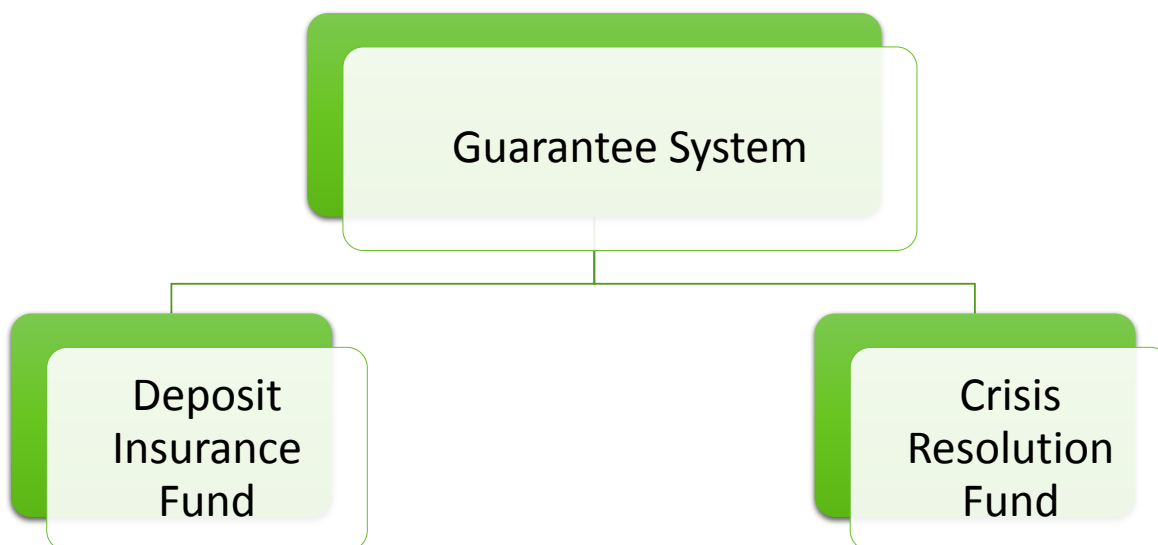 Guarantee System
Deposit
Insurance
Fund
Crisis
Resolution
Fund